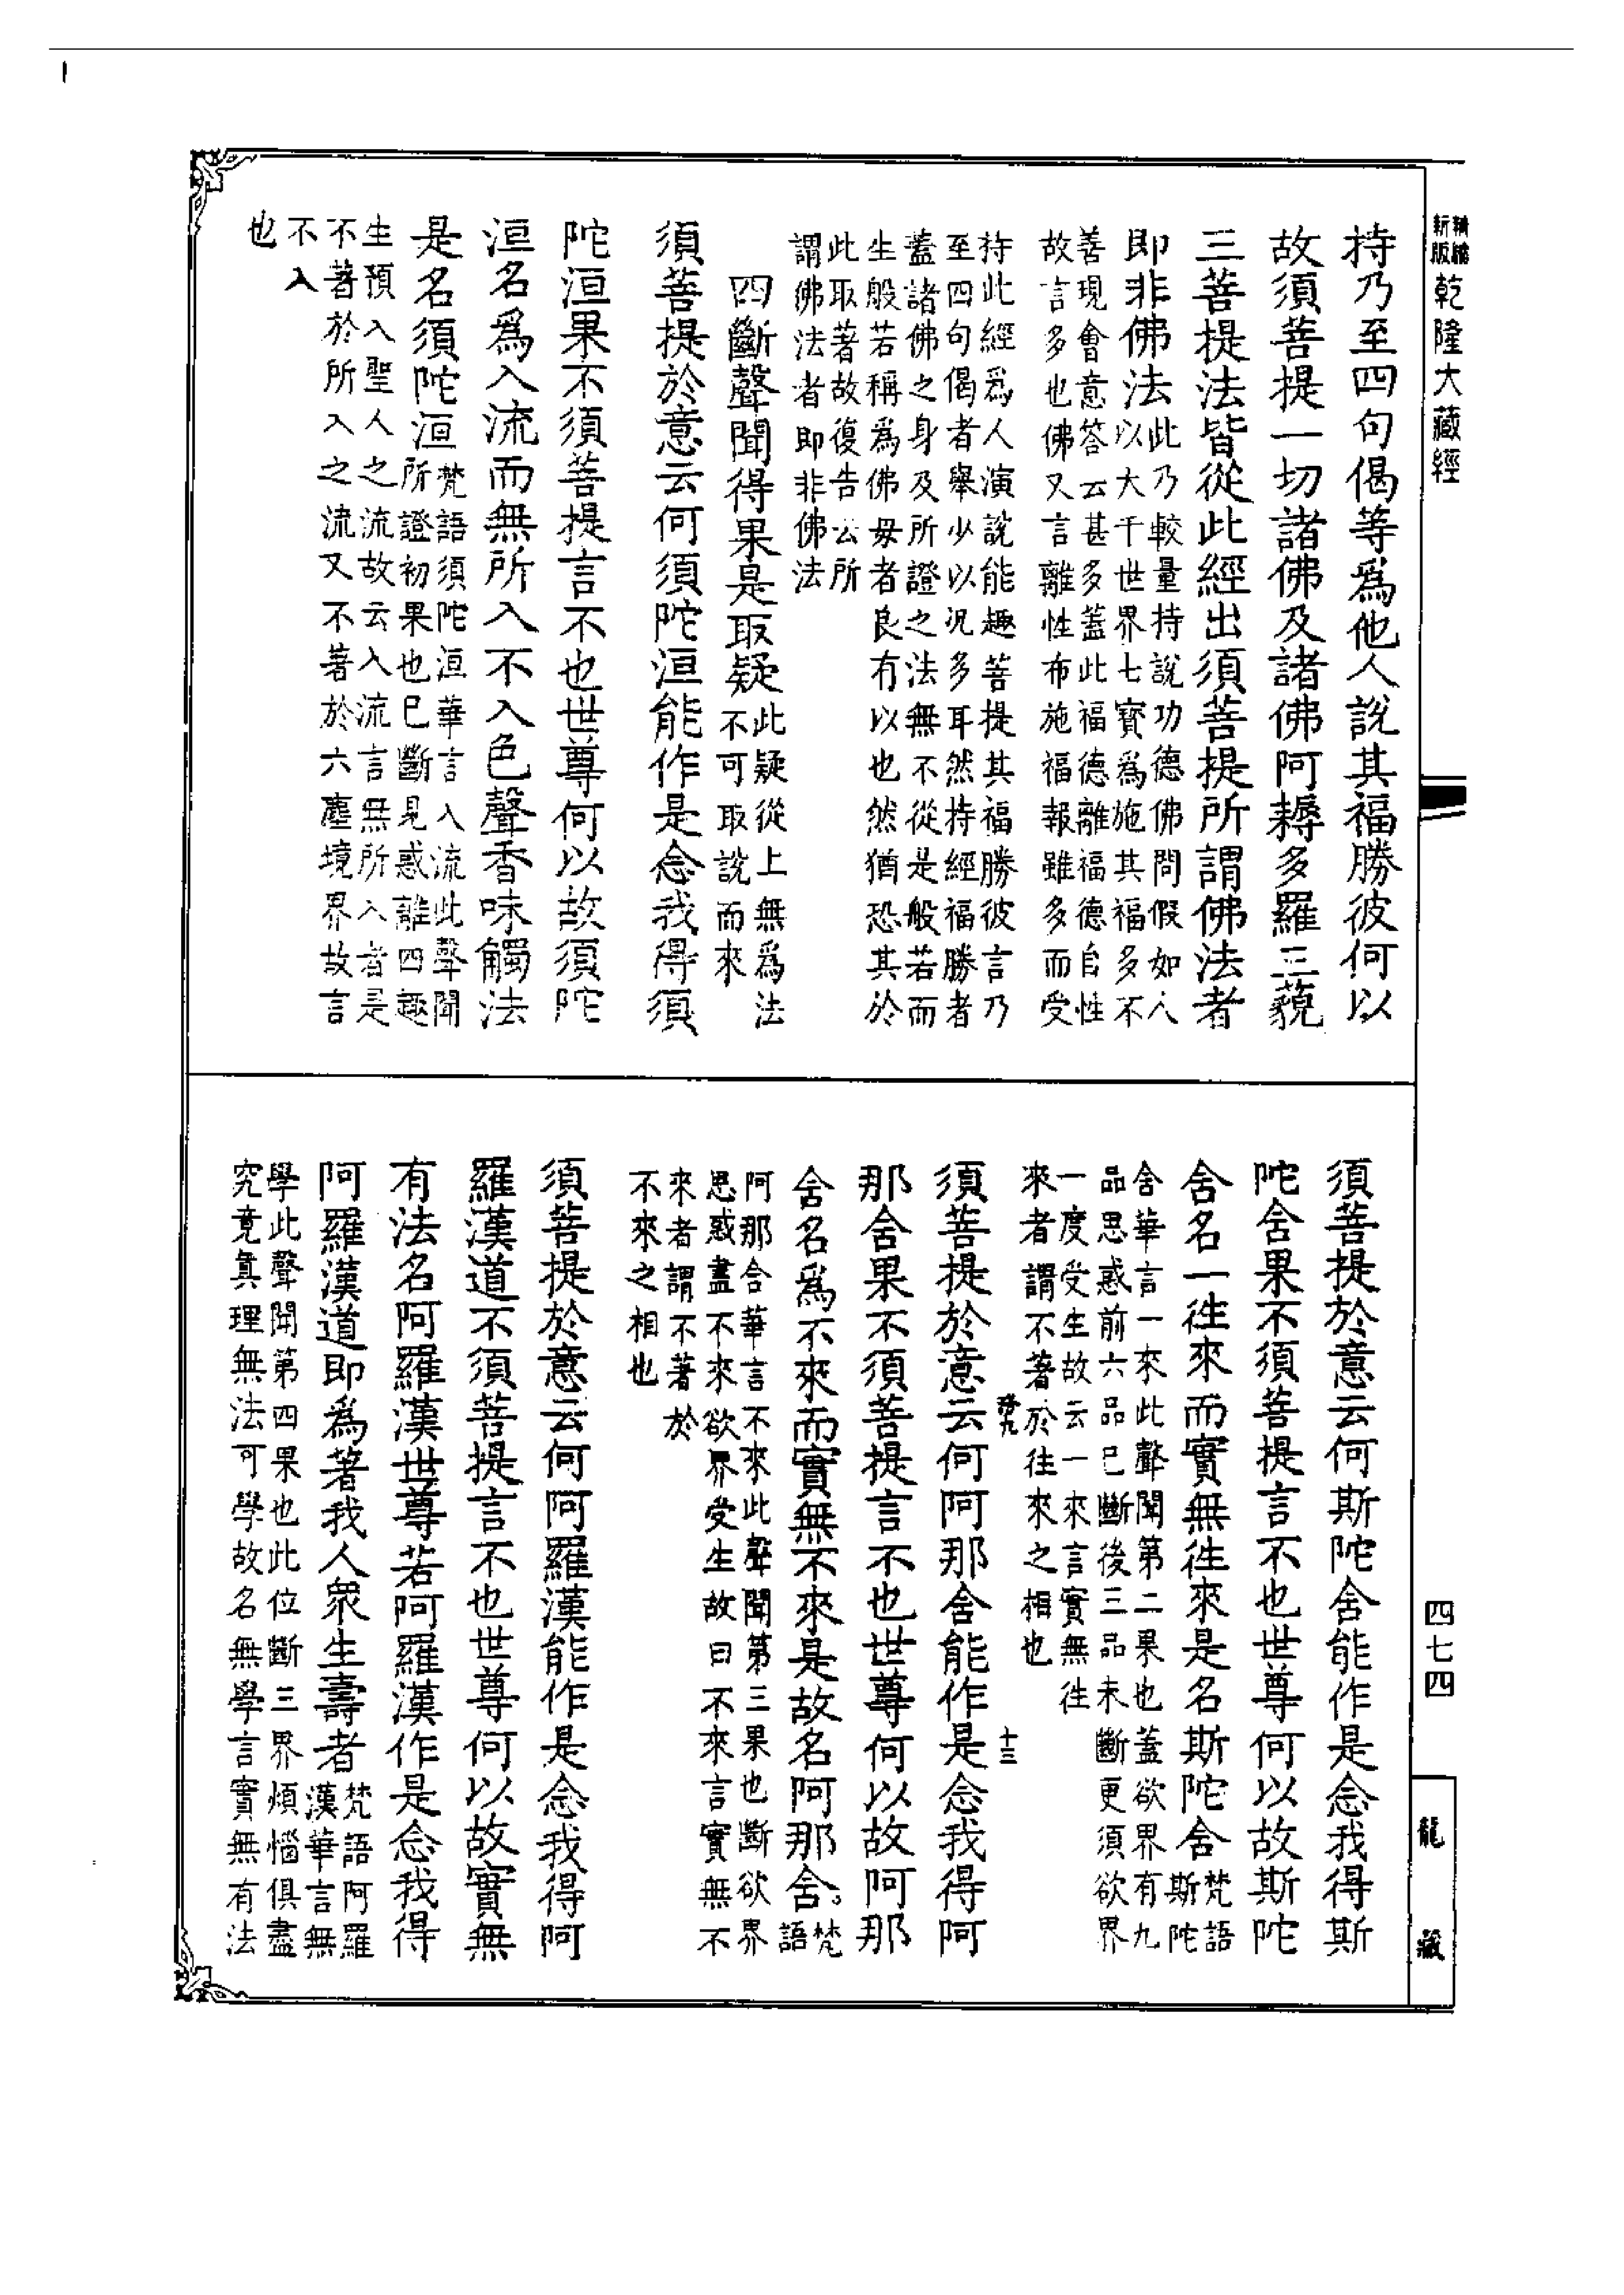 乾隆大藏經
持乃至四句偈等爲他人說其福勝彼何以
故須菩提一切諸佛及諸佛阿耨多羅三藐
三菩提法皆從此經出須菩提所謂佛法者
即非佛法
此乃較量持說功德佛問假如人
以大千世界七寳爲施其福多不
善現會意答云甚多蓋此福德離福德自性
故言多也佛又言離性布施福報雖多而受
持此經爲人演說能趣菩提其福勝彼言乃
至四句偈者舉少以況多耳然持經福勝者
蓋諸佛之身及所證之法無不從是般若而
生般若稱爲佛母者良有以也然猶恐其於
此取著故復告云所
謂佛法者即非佛法
四斷聲聞得果是取疑
此疑從上無爲法
不可取說而來
須菩提於意云何須陀洹能作是念我得須
陀洹果不須菩提言不也世尊何以故須陀
洹名爲入流而無所入不入色聲香味觸法
是名須陀洹
梵語須陀洹華言入流此聲聞
所證初果也已斷見惑離四趣
生預入聖人之流故云入流言無所入者是
不著於所入之流又不著於六塵境界故言
不入
也
須菩提於意云何斯陀舍能作是念我得斯
陀舍果不須菩提言不也世尊何以故斯陀
舍名一徃來而實無徃來是名斯陀舍
梵語
斯陀
舍華言一來此聲聞第二果也蓋欲界有九
品思惑前六品已斷後三品未斷更須欲界
一度受生故云一來言實無徃
來者謂不著於往來之相也
十三
須菩提於意云何阿那舍能作是念我得阿
那舍果不須菩提言不也世尊何以故阿那
舍名爲不來而實無不來是故名阿那舍。
梵
語
阿那舍華言不來此聲聞第三果也斷欲界
思惑盡不來欲界受生故曰不來言實無不
來者謂不著於
不來之相也
須菩提於意云何阿羅漢能作是念我得阿
羅漢道不須菩提言不也世尊何以故實無
有法名阿羅漢世尊若阿羅漢作是念我得
阿羅漢道即爲著我人衆生壽者
梵語阿羅
漢華言無
學此聲聞第四果也此位斷三界煩惱俱盡
究竟真理無法可學故名無學言實無有法
四七四
龍藏